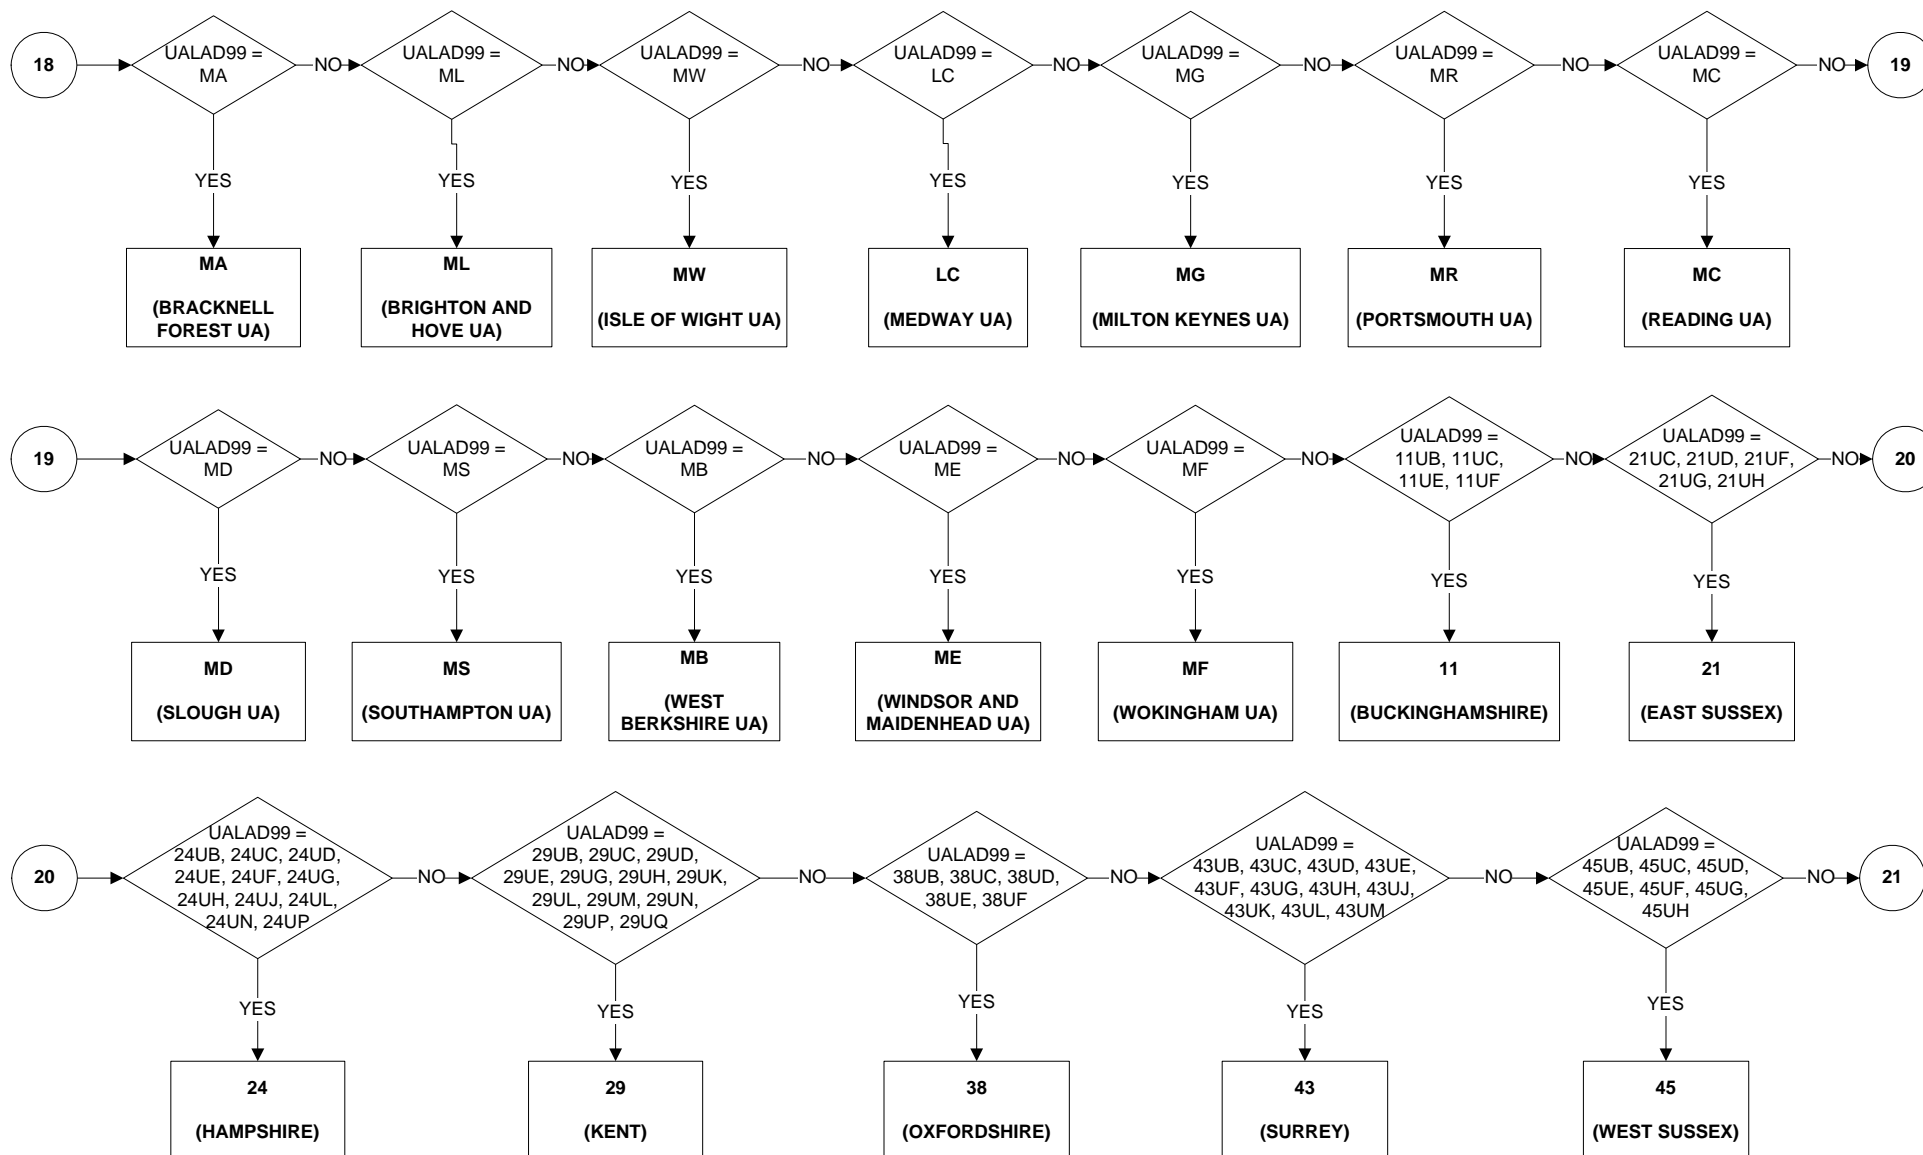 18
UALAD99 =
MA
NO
UALAD99 =
ML
NO
UALAD99 =
MW
NO
UALAD99 =
LC
NO
UALAD99 =
MG
NO
UALAD99 =
MR
NO
UALAD99 =
MC
NO
19
YES
YES
YES
YES
YES
YES
YES
MA
(BRACKNELL
FOREST UA)
ML
(BRIGHTON AND
HOVE UA)
MW
(ISLE OF WIGHT UA)
LC
(MEDWAY UA)
MG
(MILTON KEYNES UA)
MR
(PORTSMOUTH UA)
MC
(READING UA)
19
UALAD99 =
MD
NO
UALAD99 =
MS
NO
UALAD99 =
MB
NO
UALAD99 =
ME
NO
UALAD99 =
MF
NO
UALAD99 =
11UB, 11UC,
11UE, 11UF
NO
UALAD99 =
21UC, 21UD, 21UF,
21UG, 21UH
NO
20
YES
YES
YES
YES
YES
YES
YES
MD
(SLOUGH UA)
MS
(SOUTHAMPTON UA)
MB
(WEST
BERKSHIRE UA)
ME
(WINDSOR AND
MAIDENHEAD UA)
MF
(WOKINGHAM UA)
11
(BUCKINGHAMSHIRE)
21
(EAST SUSSEX)
20
UALAD99 =
24UB, 24UC, 24UD,
24UE, 24UF, 24UG,
24UH, 24UJ, 24UL,
24UN, 24UP
NO
UALAD99 =
29UB, 29UC, 29UD,
29UE, 29UG, 29UH, 29UK,
29UL, 29UM, 29UN,
29UP, 29UQ
NO
UALAD99 =
38UB, 38UC, 38UD,
38UE, 38UF
NO
UALAD99 =
43UB, 43UC, 43UD, 43UE,
43UF, 43UG, 43UH, 43UJ,
43UK, 43UL, 43UM
NO
UALAD99 =
45UB, 45UC, 45UD,
45UE, 45UF, 45UG,
45UH
NO
21
YES
YES
YES
YES
YES
24
(HAMPSHIRE)
29
(KENT)
38
(OXFORDSHIRE)
43
(SURREY)
45
(WEST SUSSEX)